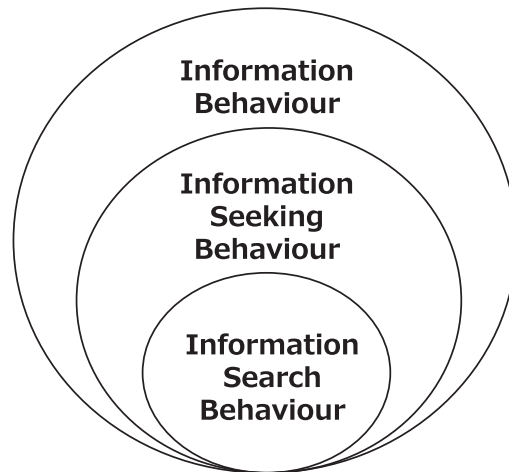 Information
Behaviour
Information
Seeking
Behaviour
Information
Search
Behaviour